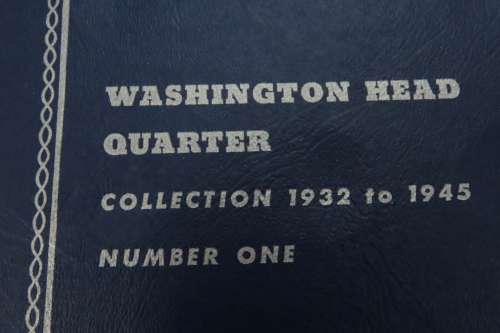 WASHINGTON HEAD
QUARTER
COLLECTION 1932 to 1945
NUMBER ONE